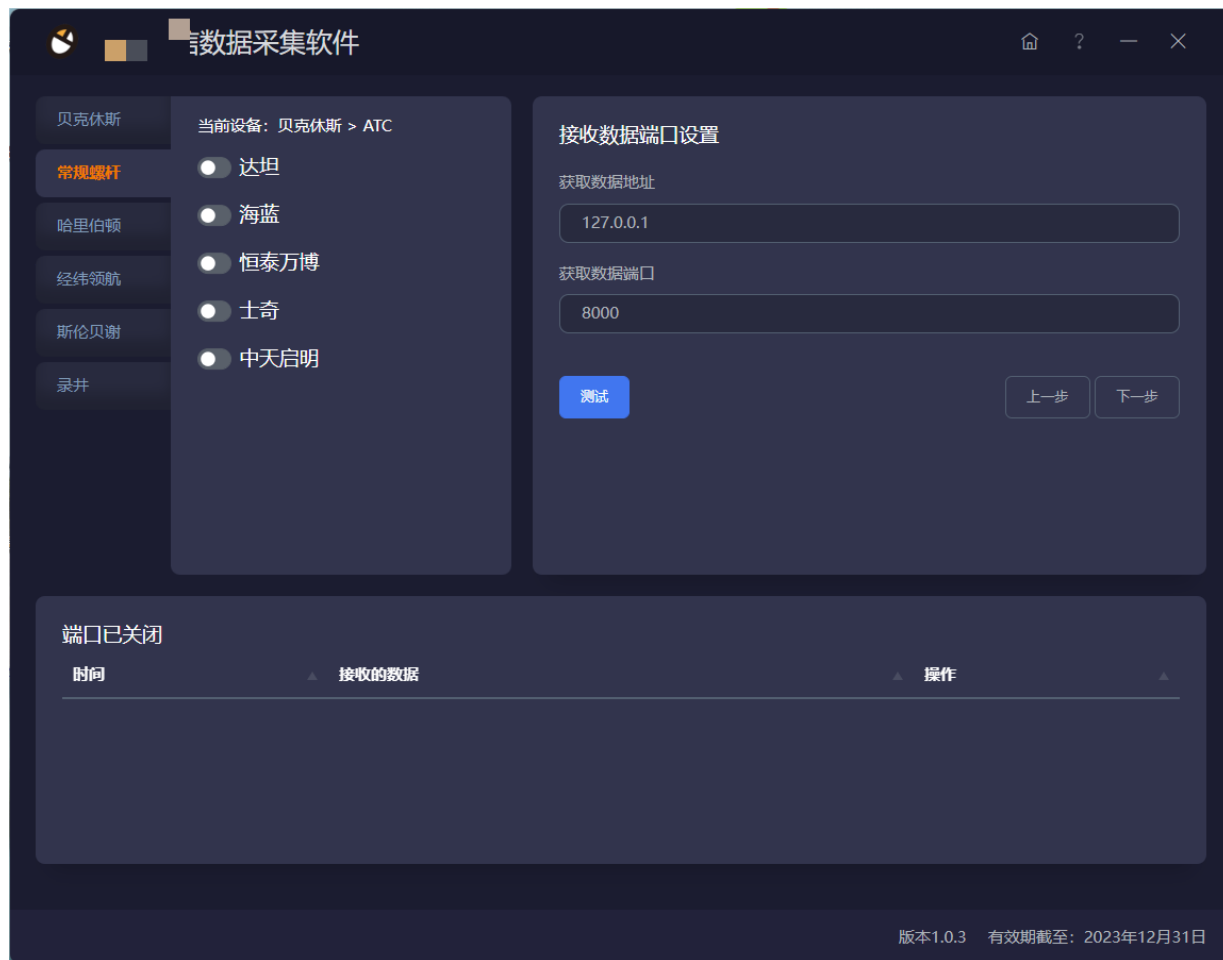 信数据采集软件
?
贝克休斯
常规螺杆
哈里伯顿
经纬领航
斯伦贝谢
录井
当前设备：贝克休斯 > ATC
达坦
海蓝
恒泰万博
士奇
中天启明
接收数据端口设置
获取数据地址
127.0.0.1
获取数据端口
8000
测试
上一步
下一步
端口已关闭
时间 接收的数据 操作
版本1.0.3 有效期截至：2023年12月31日